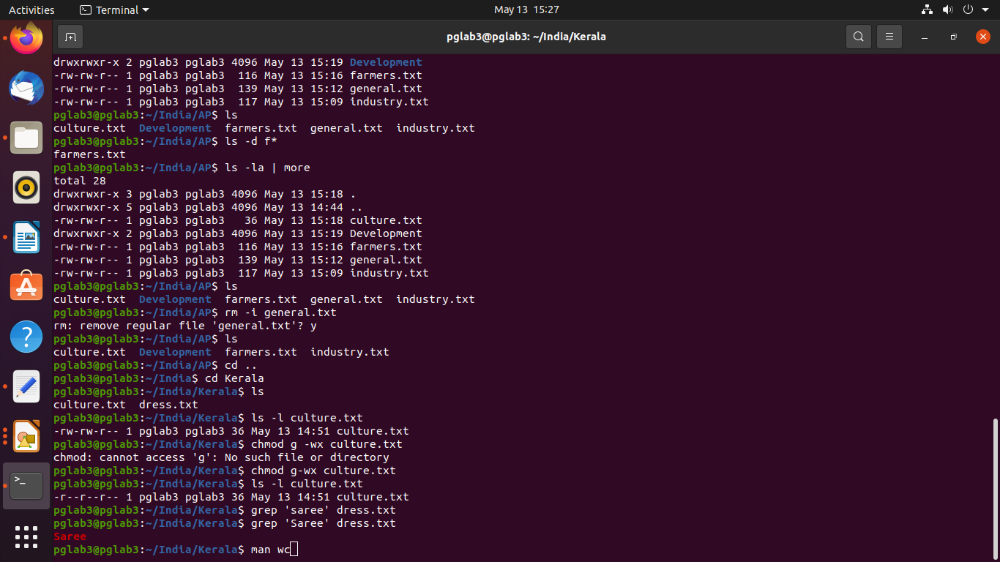 Activities Terminal May 13 15:27
pglab3@pglab3: ~/India/Kerala
drwxrwxr-x 2 pglab3 pglab3 4096 May 13 15:19 Development
-rw-rw-r-- 1 pglab3 pglab3  116 May 13 15:16 farmers.txt
-rw-rw-r-- 1 pglab3 pglab3  139 May 13 15:12 general.txt
-rw-rw-r-- 1 pglab3 pglab3  117 May 13 15:09 industry.txt
pglab3@pglab3:~/India/AP$ ls
culture.txt  Development  farmers.txt  general.txt  industry.txt
pglab3@pglab3:~/India/AP$ ls -d f*
farmers.txt
pglab3@pglab3:~/India/AP$ ls -la | more
total 28
drwxrwxr-x 3 pglab3 pglab3 4096 May 13 15:18 .
drwxrwxr-x 5 pglab3 pglab3 4096 May 13 14:44 ..
-rw-rw-r-- 1 pglab3 pglab3   36 May 13 15:18 culture.txt
drwxrwxr-x 2 pglab3 pglab3 4096 May 13 15:19 Development
-rw-rw-r-- 1 pglab3 pglab3  116 May 13 15:16 farmers.txt
-rw-rw-r-- 1 pglab3 pglab3  139 May 13 15:12 general.txt
-rw-rw-r-- 1 pglab3 pglab3  117 May 13 15:09 industry.txt
pglab3@pglab3:~/India/AP$ ls
culture.txt  Development  farmers.txt  general.txt  industry.txt
pglab3@pglab3:~/India/AP$ rm -i general.txt
rm: remove regular file 'general.txt'? y
pglab3@pglab3:~/India/AP$ ls
culture.txt  Development  farmers.txt  industry.txt
pglab3@pglab3:~/India/AP$ cd ..
pglab3@pglab3:~/India$ cd Kerala
pglab3@pglab3:~/India/Kerala$ ls
culture.txt  dress.txt
pglab3@pglab3:~/India/Kerala$ ls -l culture.txt
-rw-rw-r-- 1 pglab3 pglab3 36 May 13 14:51 culture.txt
pglab3@pglab3:~/India/Kerala$ chmod g -wx culture.txt
chmod: cannot access 'g': No such file or directory
pglab3@pglab3:~/India/Kerala$ chmod g-wx culture.txt
pglab3@pglab3:~/India/Kerala$ ls -l culture.txt
-r--r--r-- 1 pglab3 pglab3 36 May 13 14:51 culture.txt
pglab3@pglab3:~/India/Kerala$ grep 'saree' dress.txt
pglab3@pglab3:~/India/Kerala$ grep 'Saree' dress.txt
Saree
pglab3@pglab3:~/India/Kerala$ man wc